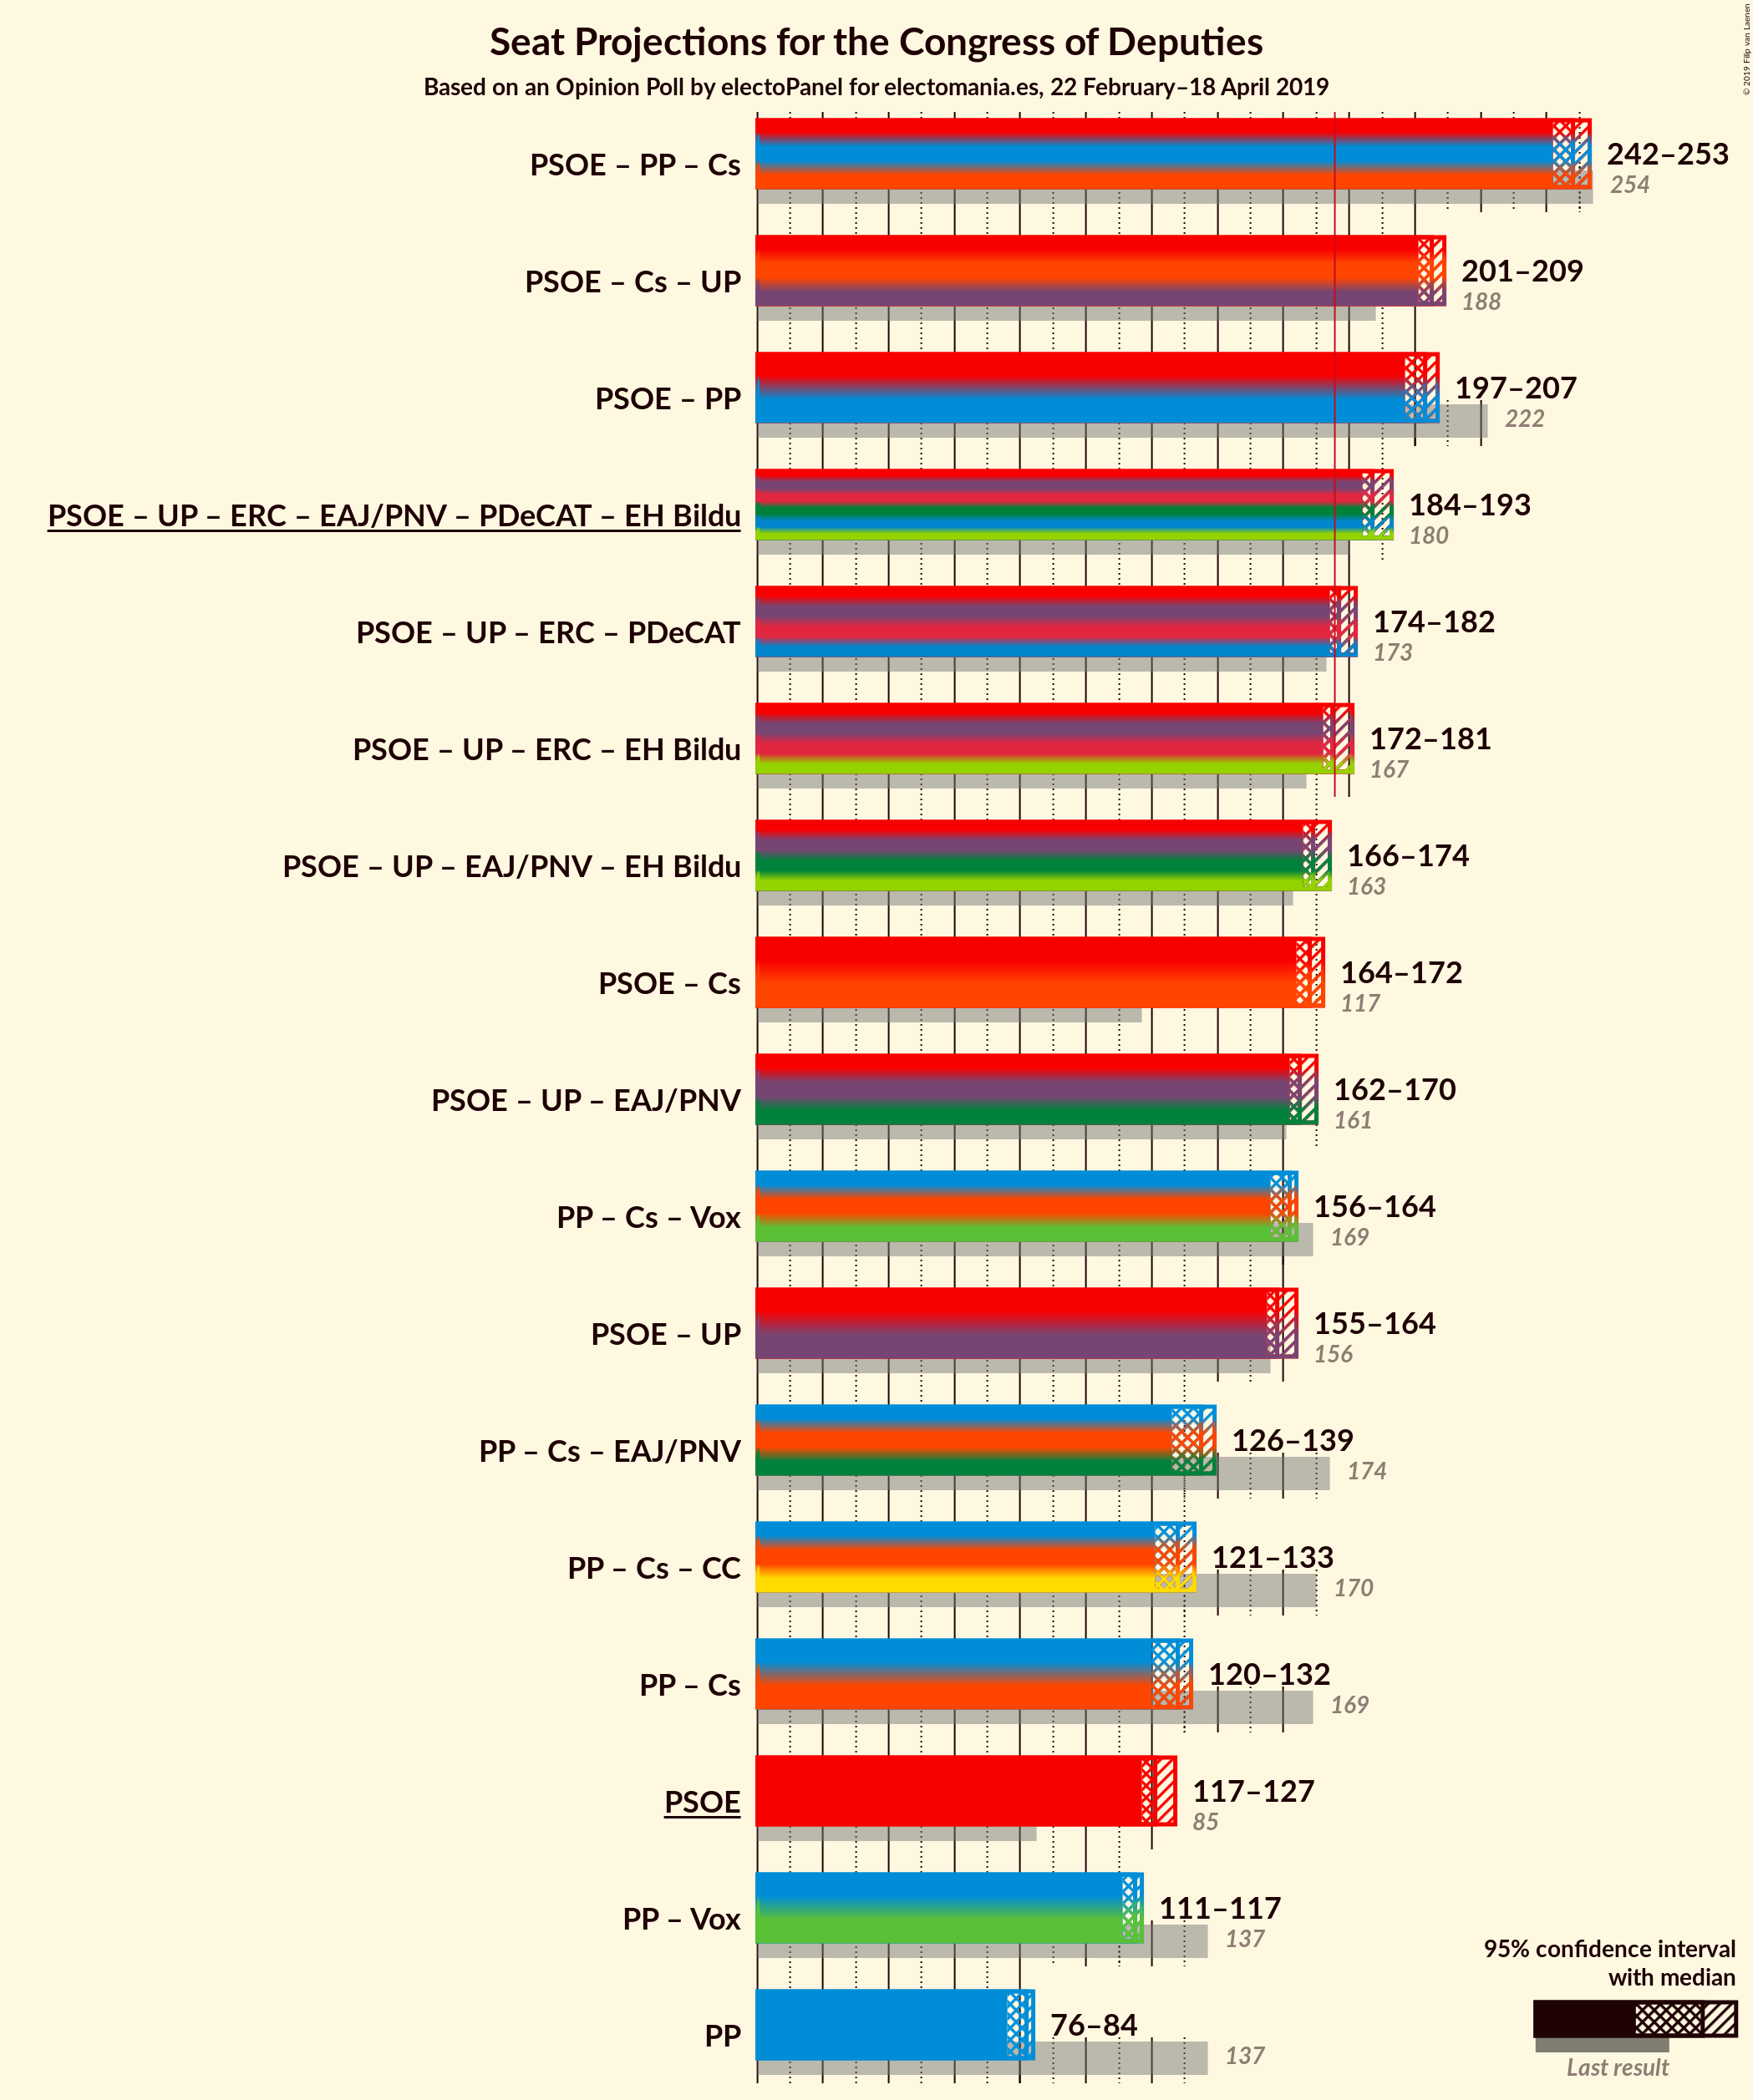 Seat Projections for the Congress of Deputies
Based on an Opinion Poll by electoPanel for electomania.es, 22 February–18 April 2019
© 2019 Filip van Laenen
PSOE – PP – Cs
242–253
254
PSOE – Cs – UP
201–209
188
PSOE – PP
197–207
222
PSOE – UP – ERC – EAJ/PNV – PDeCAT – EH Bildu
184–193
180
PSOE – UP – ERC – PDeCAT
174–182
173
PSOE – UP – ERC – EH Bildu
172–181
167
PSOE – UP – EAJ/PNV – EH Bildu
166–174
163
PSOE – Cs
164–172
117
PSOE – UP – EAJ/PNV
162–170
161
PP – Cs – Vox
156–164
169
PSOE – UP
155–164
156
PP – Cs – EAJ/PNV
126–139
174
PP – Cs – CC
121–133
170
PP – Cs
120–132
169
PSOE
117–127
85
PP – Vox
111–117
137
PP
76–84
137
95% confidence interval
with median
Last result